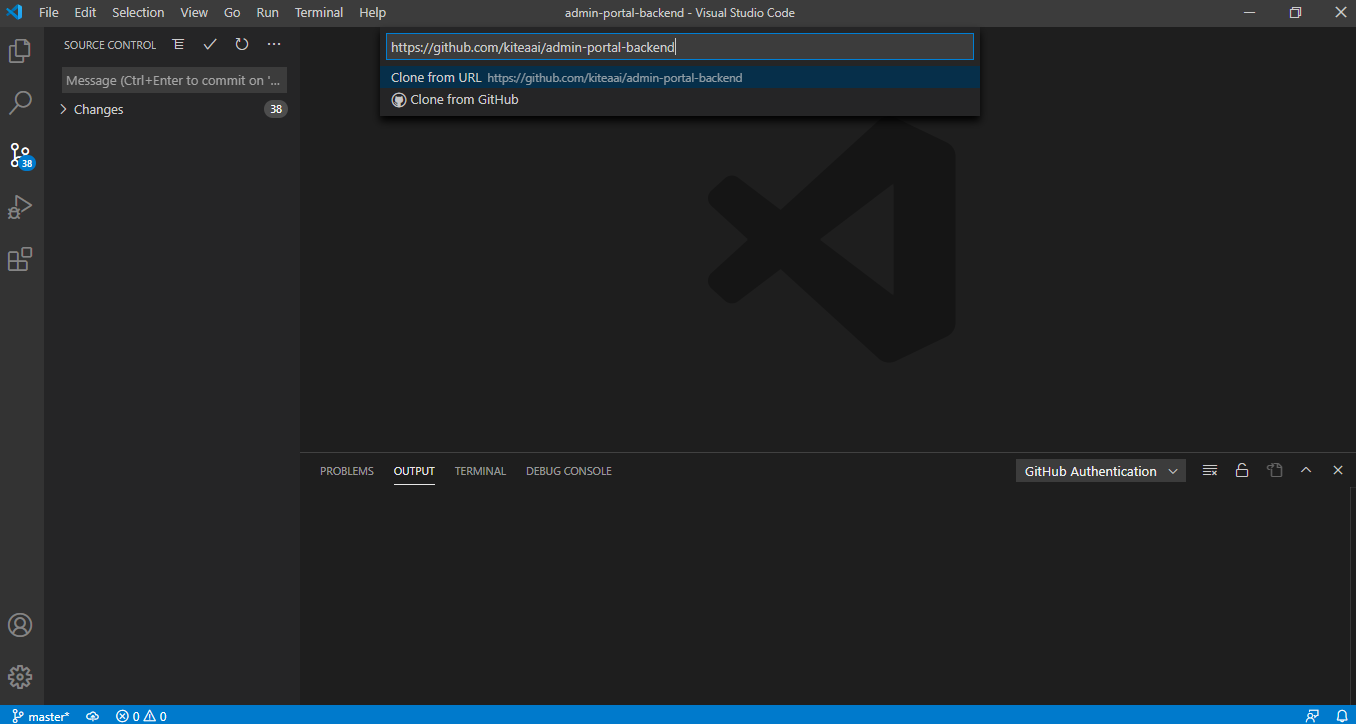 File Edit Selection View Go Run Terminal Help
admin-portal-backend - Visual Studio Code
SOURCE CONTROL
https://github.com/kiteaai/admin-portal-backend
Message (Ctrl+Enter to commit on '...
Clone from URL https://github.com/kiteaai/admin-portal-backend
Clone from GitHub
Changes 38
38
PROBLEMS OUTPUT TERMINAL DEBUG CONSOLE
GitHub Authentication
master* 0 0